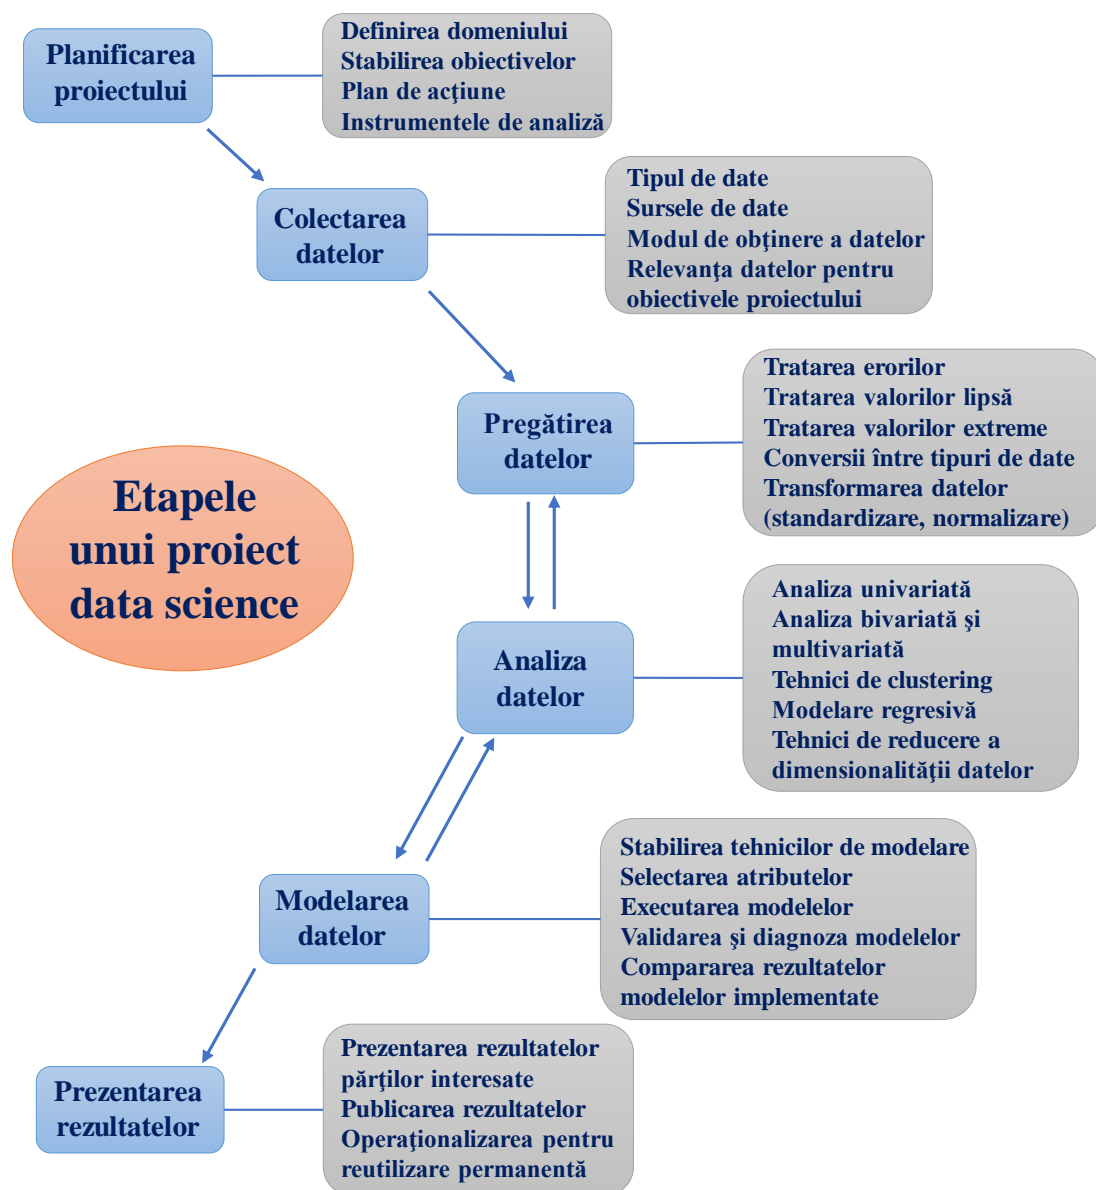 Planificarea
proiectului
Definirea domeniului
Stabilirea obiectivelor
Plan de acţiune
Instrumentele de analiză
Colectarea
datelor
Tipul de date
Sursele de date
Modul de obţinere a datelor
Relevanţa datelor pentru
obiectivele proiectului
Pregătirea
datelor
Tratarea erorilor
Tratarea valorilor lipsă
Tratarea valorilor extreme
Conversii între tipuri de date
Transformarea datelor
(standardizare, normalizare)
Etapele
unui proiect
data science
Analiza
datelor
Analiza univariată
Analiza bivariată şi
multivariată
Tehnici de clustering
Modelare regresivă
Tehnici de reducere a
dimensionalităţii datelor
Modelarea
datelor
Stabilirea tehnicilor de modelare
Selectarea atributelor
Executarea modelelor
Validarea şi diagnoza modelelor
Compararea rezultatelor
modelelor implementate
Prezentarea
rezultatelor
Prezentarea rezultatelor
părţilor interesate
Publicarea rezultatelor
Operaţionalizarea pentru
reutilizare permanentă